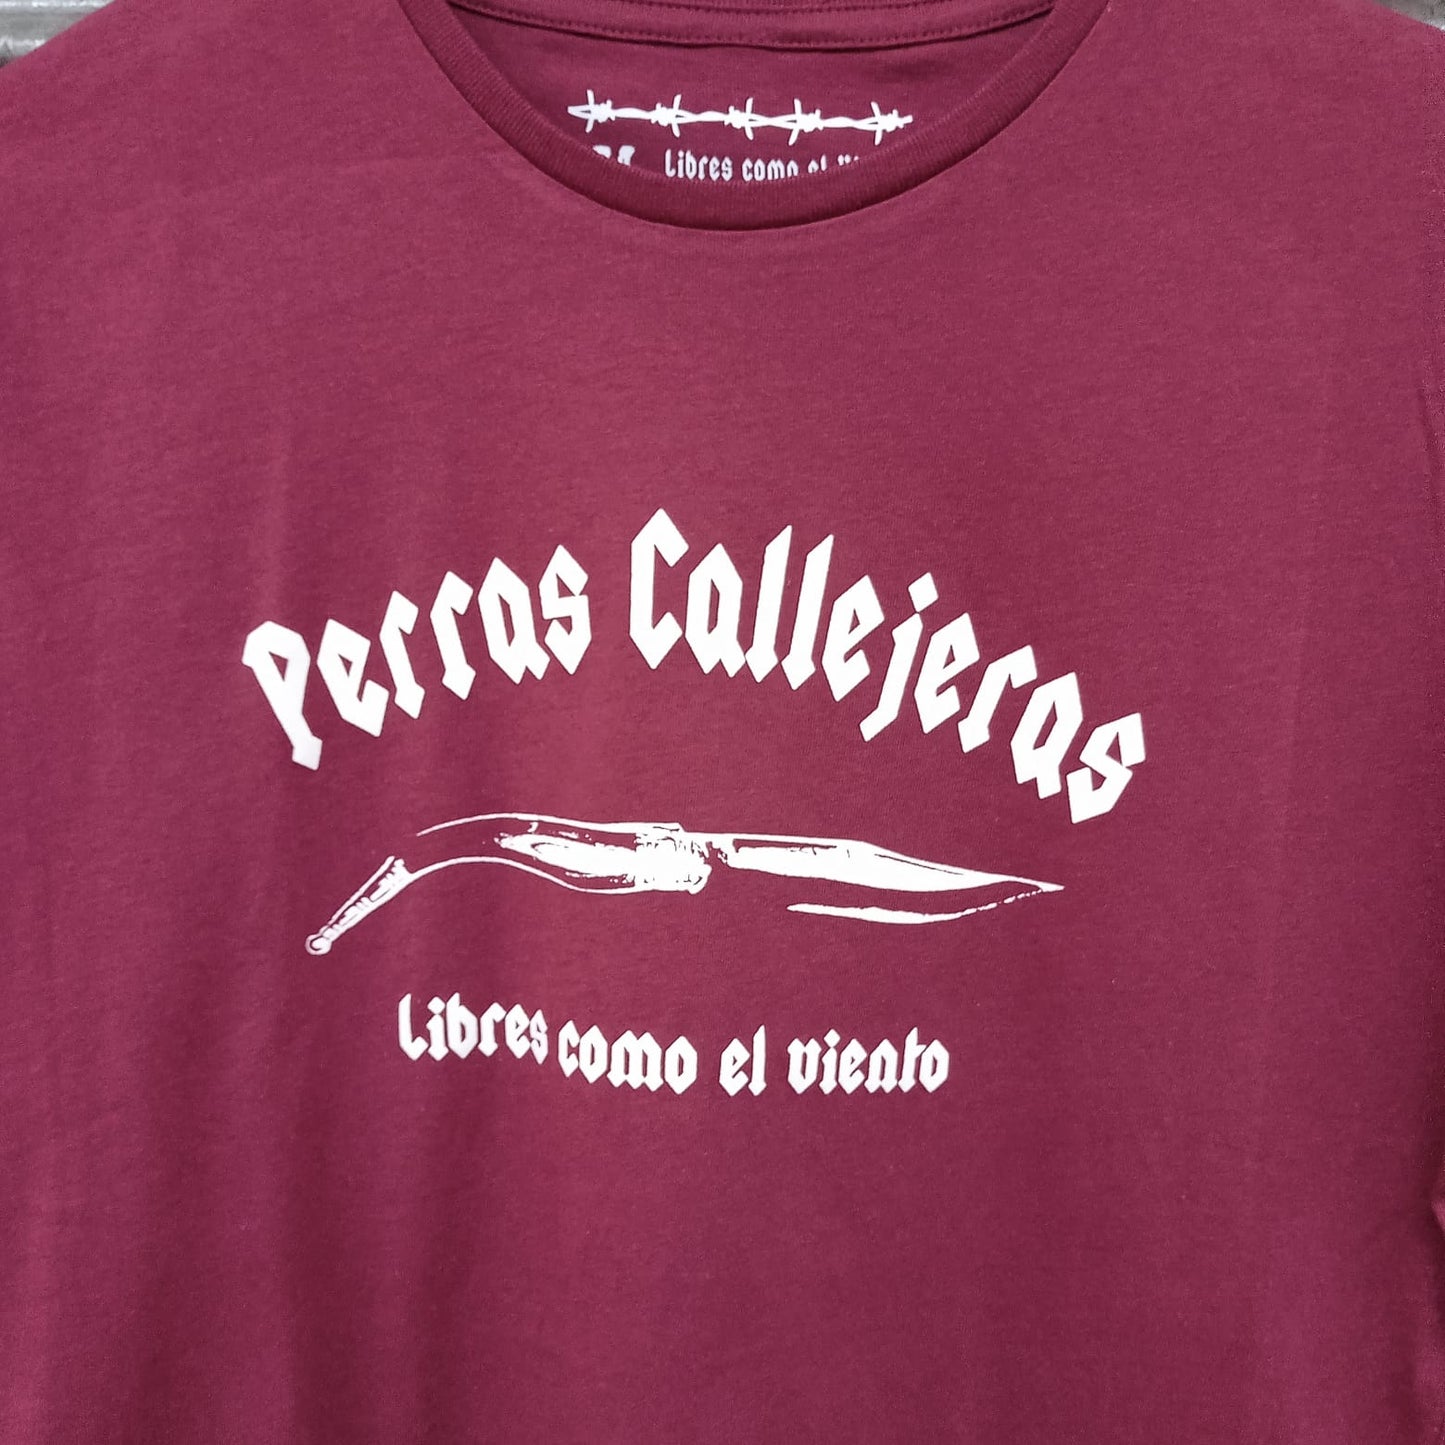 Libres como el
Perras Callejeras
Libres como el viento